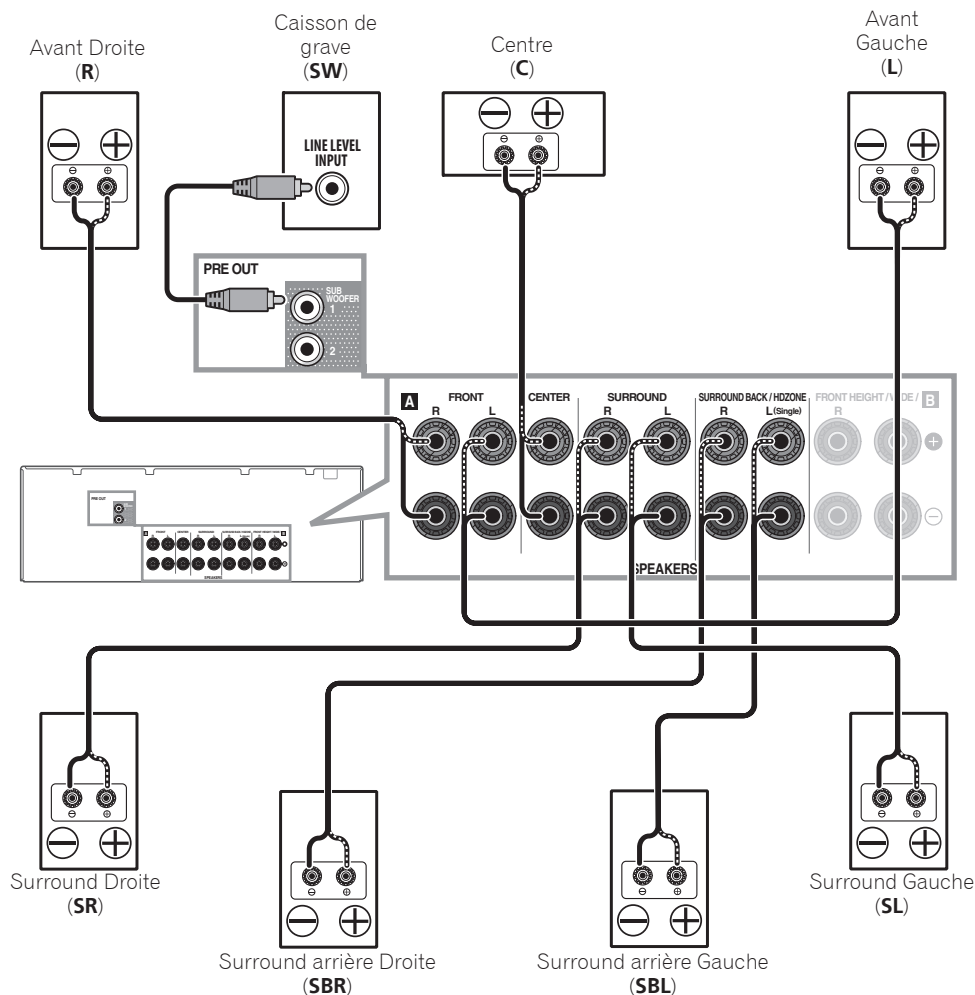 Avant Droite
(R)
Caisson de
grave
(SW)
Centre
(C)
Avant
Gauche
(L)
LINE LEVEL
INPUT
PRE OUT
SUB
WOOFER
1
2
A
FRONT
R
L
CENTER
SURROUND
R
L
SURROUND BACK / HDZONE
R
L (Single)
FRONT HEIGHT / WIDE /
B
R
SPEAKERS
PRE OUT
SPEAKERS
Surround Droite
(SR)
Surround arrière Droite
(SBR)
Surround arrière Gauche
(SBL)
Surround Gauche
(SL)